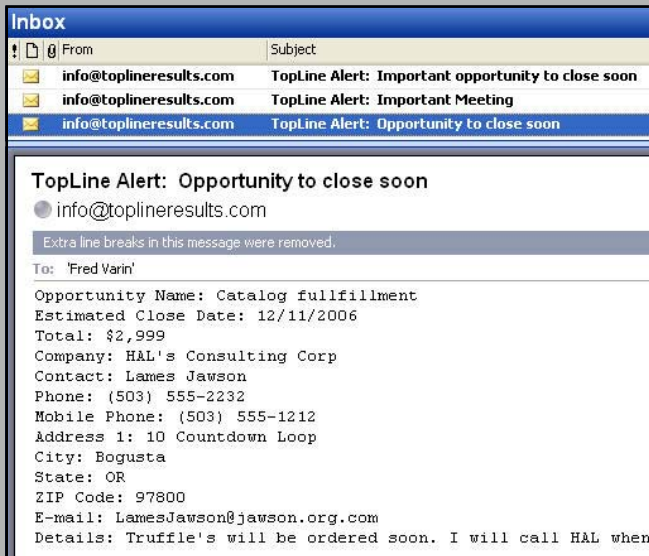 Inbox
! From Subject
info@toplineresults.com TopLine Alert: Important opportunity to close soon
info@toplineresults.com TopLine Alert: Important Meeting
info@toplineresults.com TopLine Alert: Opportunity to close soon
TopLine Alert: Opportunity to close soon
info@toplineresults.com
Extra line breaks in this message were removed.
To: 'Fred Varin'
Opportunity Name: Catalog fullfillment
Estimated Close Date: 12/11/2006
Total: $2,999
Company: HAL's Consulting Corp
Contact: Lames Jawson
Phone: (503) 555-2232
Mobile Phone: (503) 555-1212
Address 1: 10 Countdown Loop
City: Bogusta
State: OR
ZIP Code: 97800
E-mail: LamesJawson@jawson.org.com
Details: Truffle's will be ordered soon. I will call HAL when